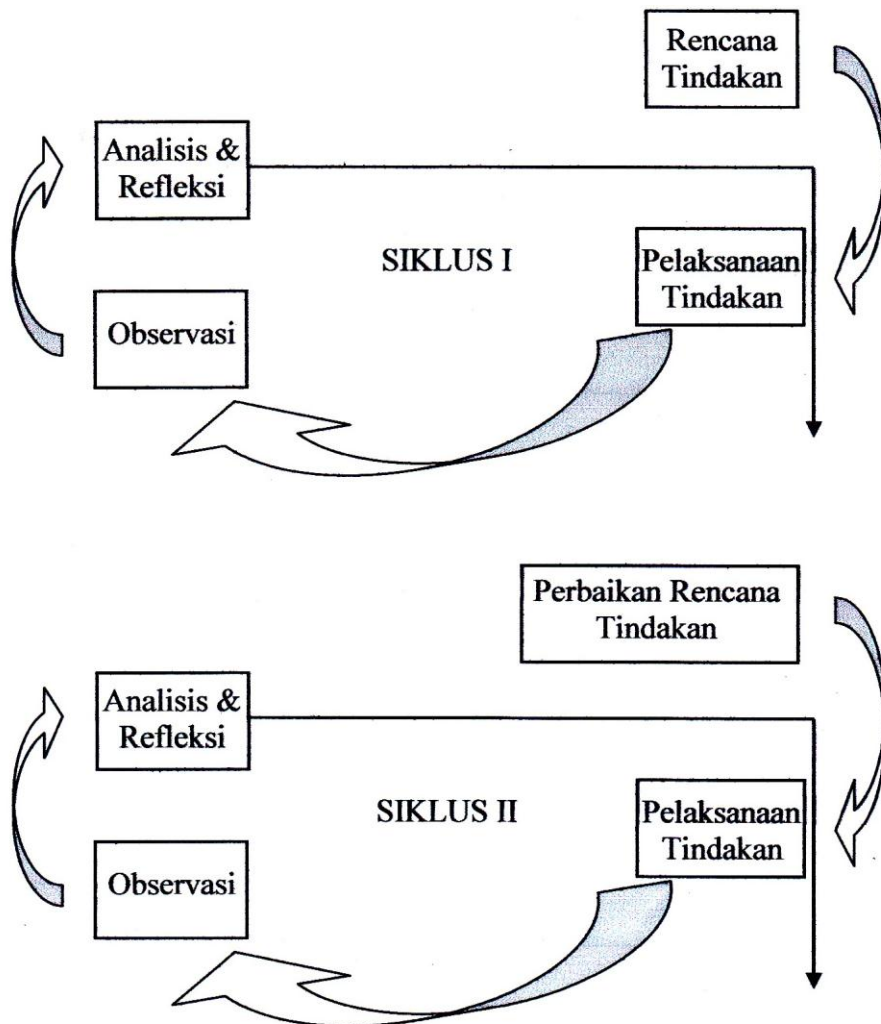 Rencana
Tindakan
Analisis &
Refleksi
SIKLUS I
Pelaksanaan
Tindakan
Observasi
Perbaikan Rencana
Tindakan
Analisis &
Refleksi
SIKLUS II
Pelaksanaan
Tindakan
Observasi